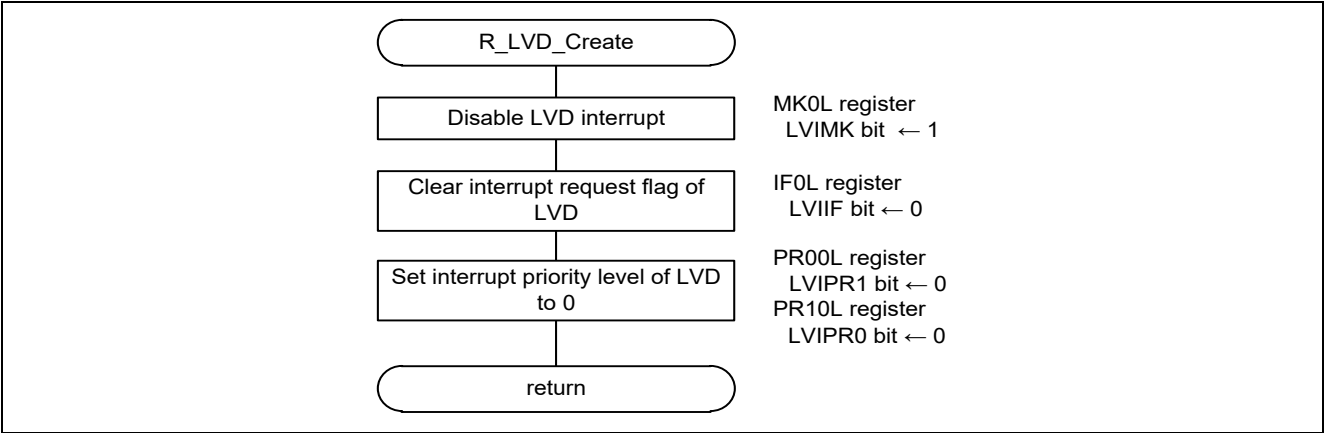 R_LVD_Create
Disable LVD interrupt
MK0L register
LVIMK bit ← 1
Clear interrupt request flag of
LVD
IF0L register
LVIIF bit ← 0
Set interrupt priority level of LVD
to 0
PR00L register
LVIPR1 bit ← 0
PR10L register
LVIPR0 bit ← 0
return